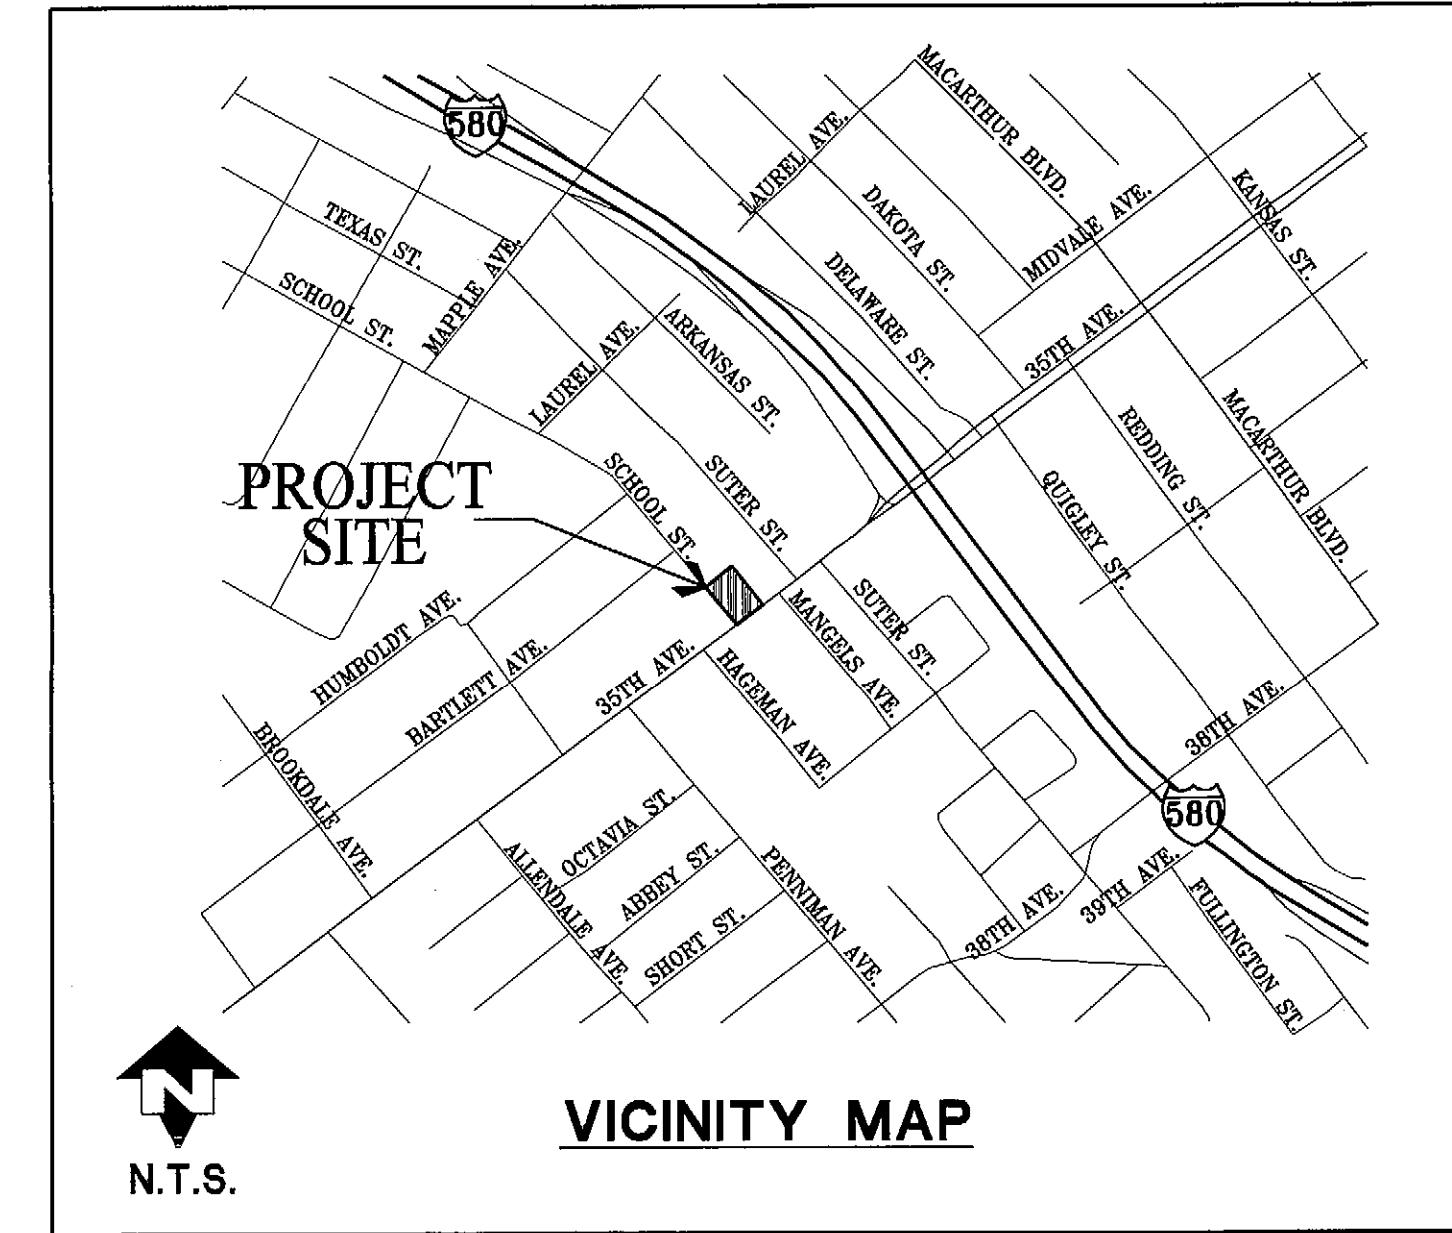 MACARTHUR BLVD.
580
LAUREL AVE.
KANSAS ST.
DAKOTA ST.
MIDVALE AVE.
TEXAS ST.
MAPPLE AVE.
DELAWARE ST.
SCHOOL ST.
ARKANSAS ST.
35TH AVE.
LAUREL AVE.
MACARTHUR BLVD.
REDDING ST.
PROJECT
SITE
SCHOOL ST.
SUTER ST.
QUIGLEY ST.
SUTER ST.
MANGELS AVE.
HUMBOLDT AVE.
BARTLETT AVE.
35TH AVE.
HAGEMAN AVE.
38TH AVE.
BROOKDALE AVE.
580
OCTAVIA ST.
ALLENDALE AVE.
ABBEY ST.
PENNIMAN AVE.
39TH AVE.
38TH AVE.
FULLINGTON ST.
SHORT ST.
N
N.T.S.
VICINITY MAP